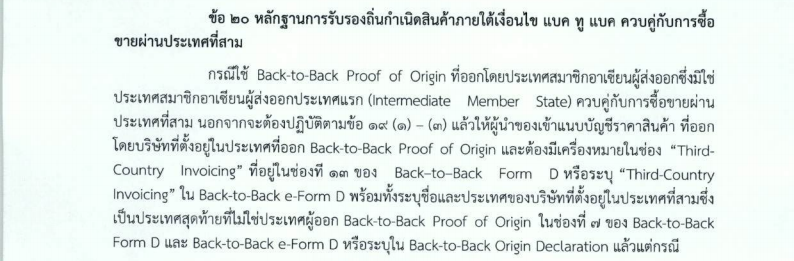 ข้อ ๒๐ หลักฐานการรับรองถิ่นกำเนิดสินค้าภายใต้เงื่อนไข แบค ทู แบค ควบคู่กับการซื้อ
ขายผ่านประเทศที่สาม
กรณีใช้ Back-to-Back Proof of Origin ที่ออกโดยประเทศสมาชิกอาเซียนผู้ส่งออกซึ่งมิใช่
ประเทศสมาชิกอาเซียนผู้ส่งออกประเทศแรก (Intermediate Member State) ควบคู่กับการซื้อขายผ่าน
ประเทศที่สาม นอกจากจะต้องปฏิบัติตามข้อ ๑๙ (๑) – (๓) แล้วให้ผู้นำของเข้าแนบบัญชีราคาสินค้า ที่ออก
โดยบริษัทที่ตั้งอยู่ในประเทศที่ออก Back-to-Back Proof of Origin และต้องมีเครื่องหมายในช่อง “Third-
Country Invoicing” ที่อยู่ในช่องที่ ๑๓ ของ Back–to–Back Form D หรือระบุ “Third-Country
Invoicing” ใน Back-to-Back e-Form D พร้อมทั้งระบุชื่อและประเทศของบริษัทที่ตั้งอยู่ในประเทศที่สามซึ่ง
เป็นประเทศสุดท้ายที่ไม่ใช่ประเทศผู้ออก Back-to-Back Proof of Origin ในช่องที่ ๗ ของ Back-to-Back
Form D และ Back-to-Back e-Form D หรือระบุใน Back-to-Back Origin Declaration แล้วแต่กรณี